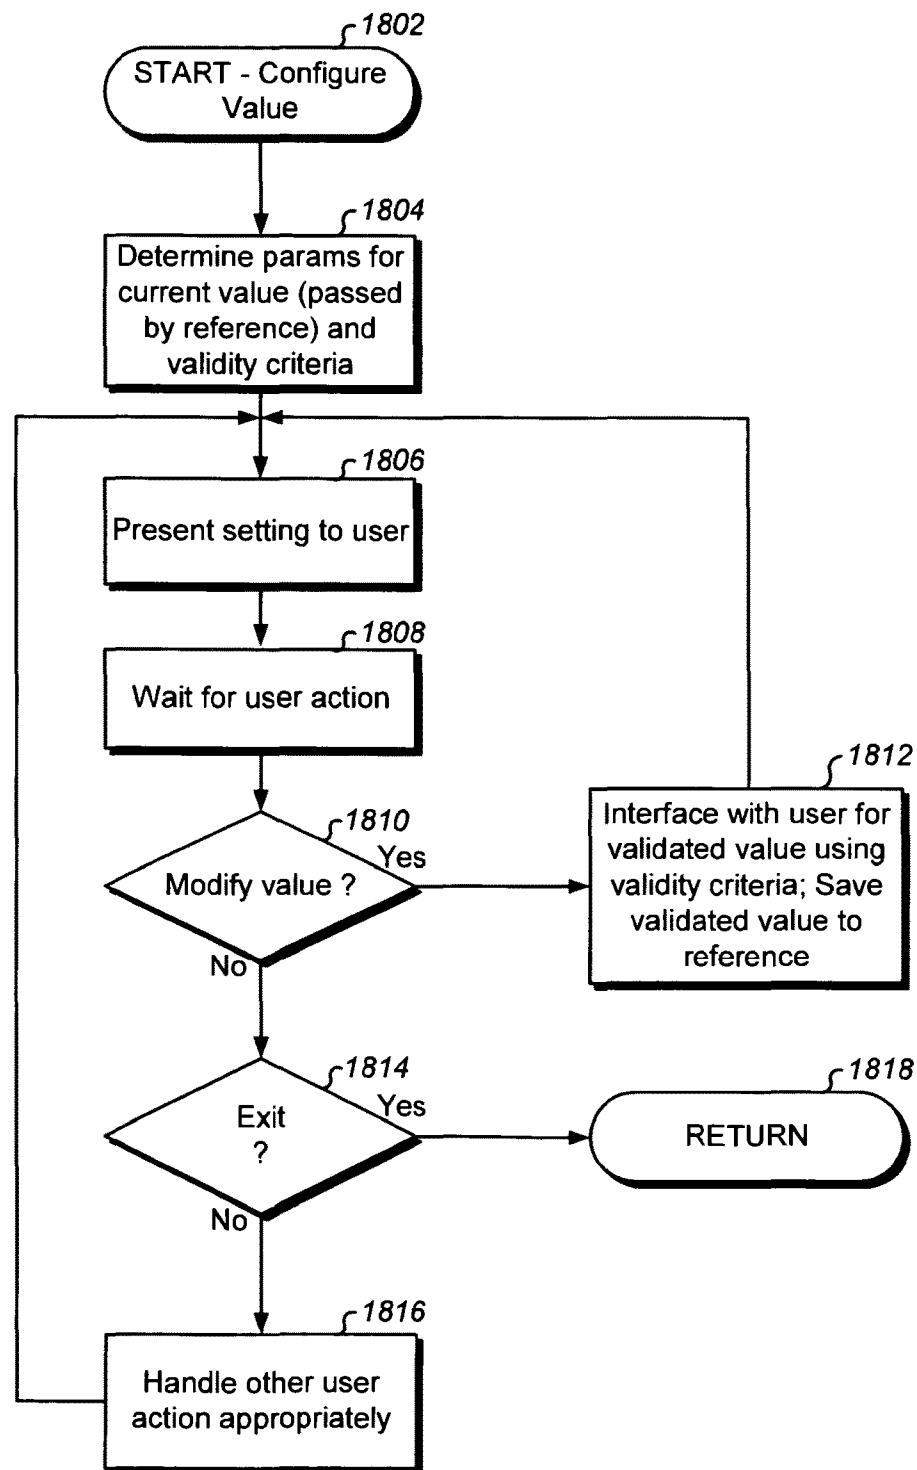 1802
START - Configure
Value
1804
Determine params for
current value (passed
by reference) and
validity criteria
1806
Present setting to user
1808
Wait for user action
1810
Yes
Modify value ?
No
1812
Interface with user for
validated value using
validity criteria; Save
validated value to
reference
1814
Yes
Exit
?
No
1818
RETURN
1816
Handle other user
action appropriately